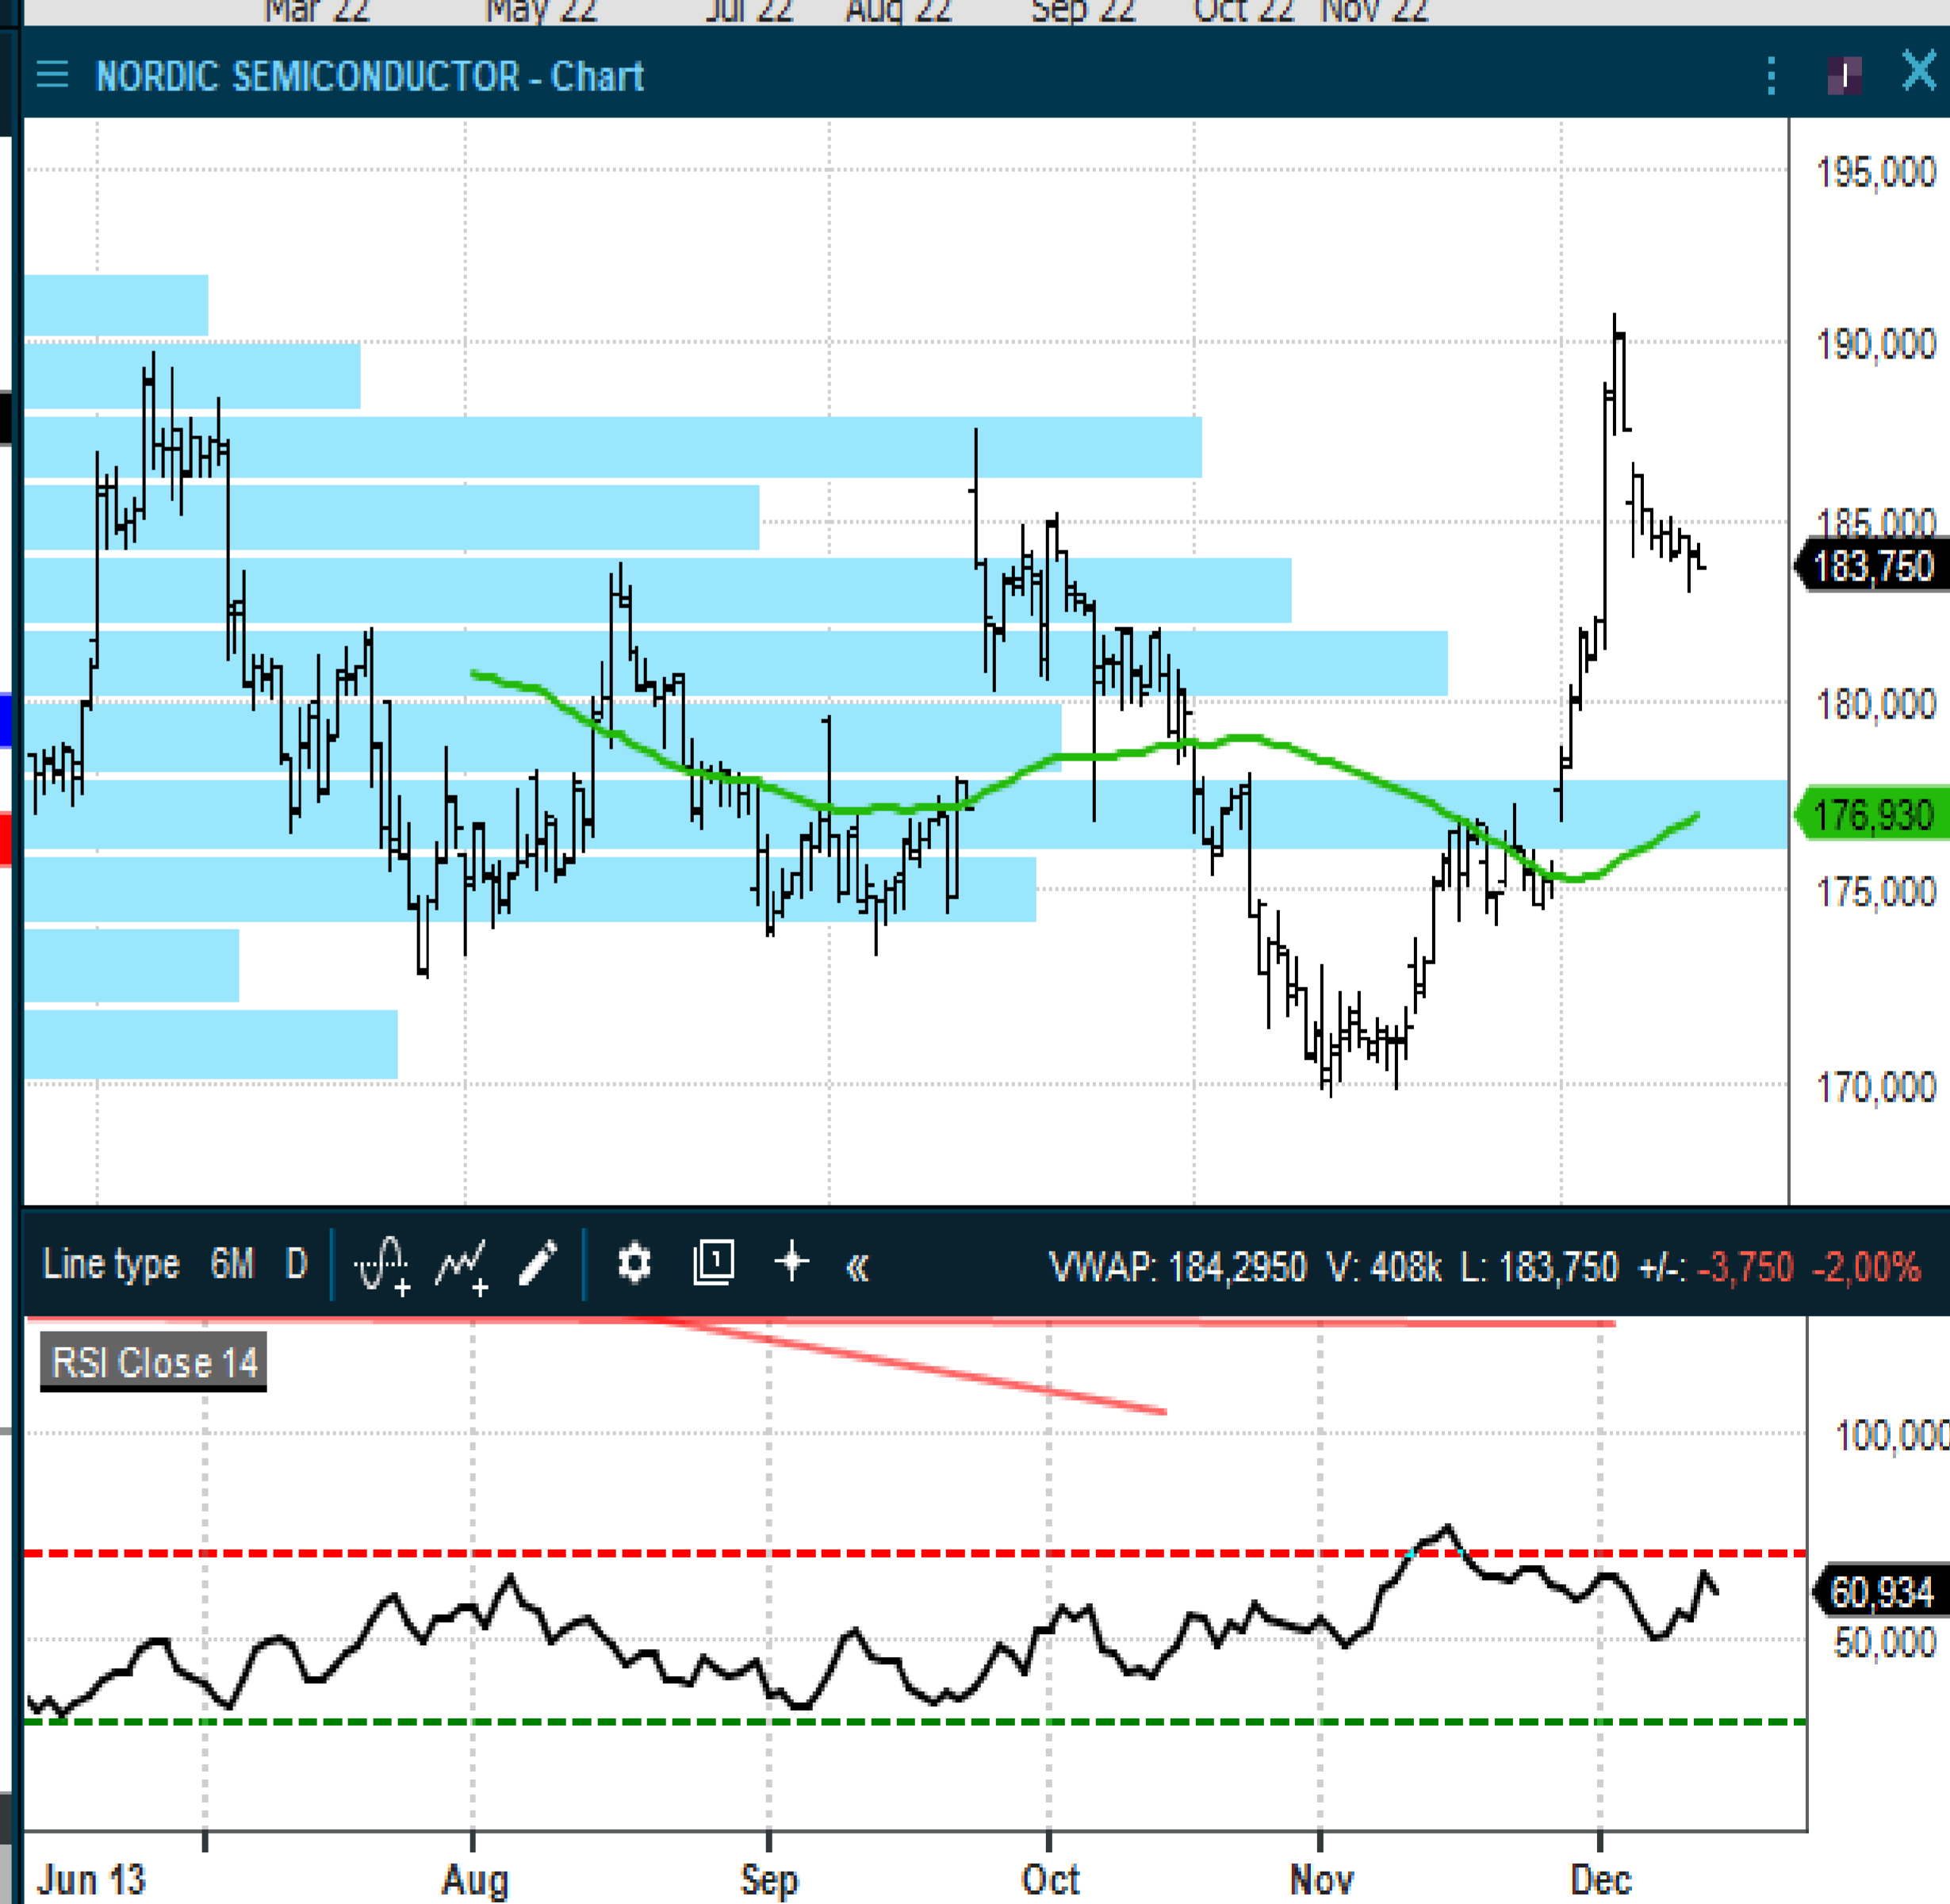 Mar 22 May 22 Jul 22 Aug 22 Sep 22 Oct 22 Nov 22
NORDIC SEMICONDUCTOR - Chart
195,000
190,000
185,000
183,750
180,000
176,930
175,000
170,000
Line type 6M D 1 « VWAP: 184,2950 V: 408k L: 183,750 +/-: -3,750 -2,00%
RSI Close 14
100,000
60,934
50,000
Jun 13 Aug Sep Oct Nov Dec